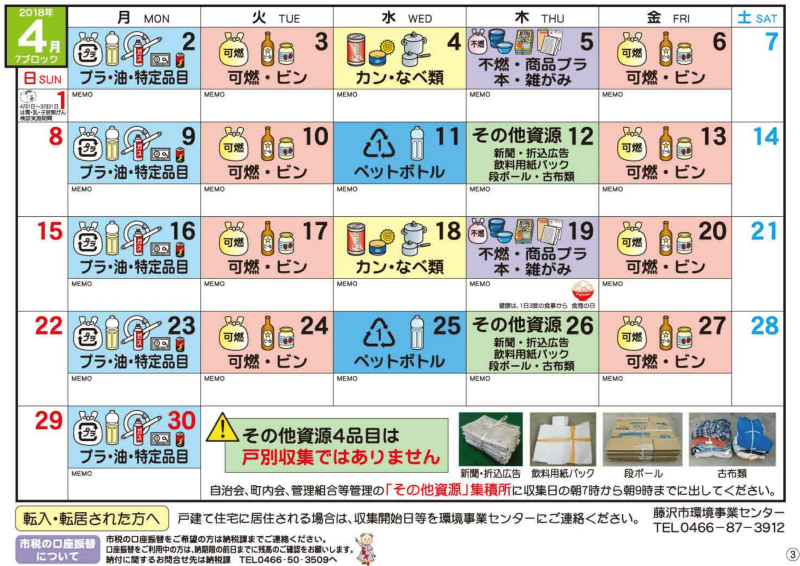 2018年
4月
7ブロック
月 MON
火 TUE
水 WED
木 THU
金 FRI
土 SAT
日 SUN
2
プラ
プラ・油・特定品目
MEMO
3
可燃
可燃・ビン
MEMO
4
カン・なべ類
MEMO
5
不燃
不燃・商品プラ
本・雑がみ
MEMO
6
可燃
可燃・ビン
MEMO
7
1
4月1日~3月31日
は胃・乳・子宮頸がん
検診実施期間
8
9
プラ
プラ・油・特定品目
MEMO
10
可燃
可燃・ビン
MEMO
11
1
ペットボトル
MEMO
その他資源 12
新聞・折込広告
飲料用紙パック
段ボール・古布類
MEMO
13
可燃
可燃・ビン
MEMO
14
15
16
プラ
プラ・油・特定品目
MEMO
17
可燃
可燃・ビン
MEMO
18
カン・なべ類
MEMO
19
不燃
不燃・商品プラ
本・雑がみ
MEMO
健康は、1日3度の食事から 食育の日
20
可燃
可燃・ビン
MEMO
21
22
23
プラ
プラ・油・特定品目
MEMO
24
可燃
可燃・ビン
MEMO
25
1
ペットボトル
MEMO
その他資源 26
新聞・折込広告
飲料用紙パック
段ボール・古布類
MEMO
27
可燃
可燃・ビン
MEMO
28
29
30
プラ
プラ・油・特定品目
MEMO
その他資源4品目は
戸別収集ではありません
新聞・折込広告
飲料用紙パック
段ボール
古布類
自治会、町内会、管理組合等管理の「その他資源」集積所に収集日の朝7時から朝9時までに出してください。
転入・転居された方へ
戸建て住宅に居住される場合は、収集開始日等を環境事業センターにご連絡ください。
藤沢市環境事業センター
TEL0466-87-3912
市税の口座振替
について
市税の口座振替をご希望の方は納税課までご連絡ください。
口座振替をご利用中の方は、納期限の前日までに残高のご確認をお願いします。
納付に関するお問合せ先は納税課 TEL0466-50-3509へ
③